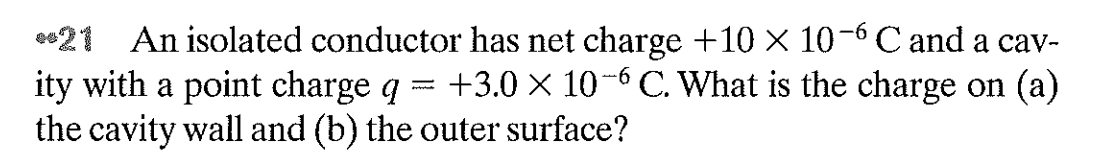 ••21 An isolated conductor has net charge +10 × 10⁻⁶ C and a cav-
ity with a point charge q = +3.0 × 10⁻⁶ C. What is the charge on (a)
the cavity wall and (b) the outer surface?